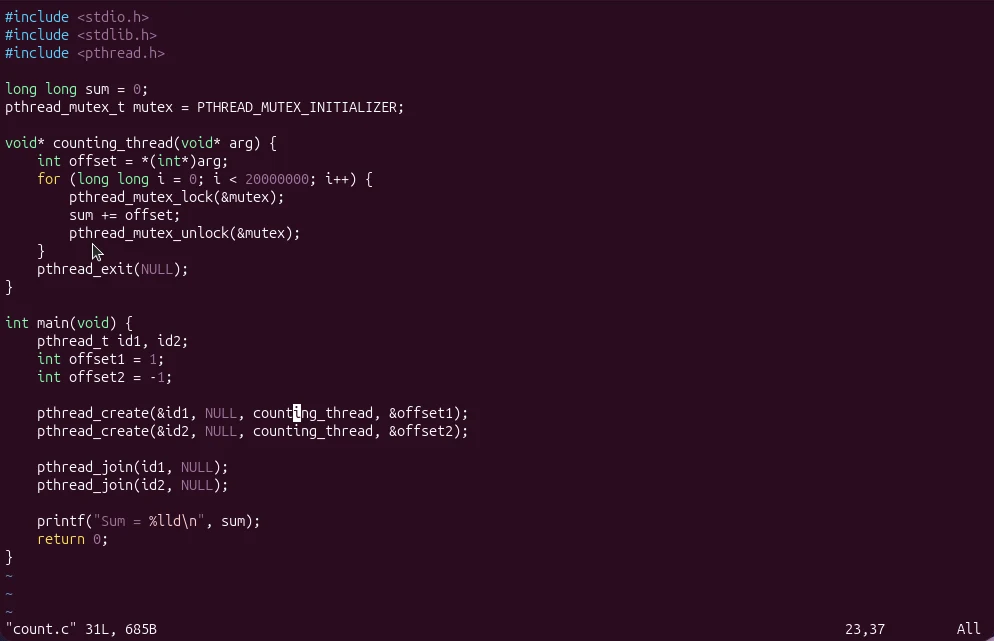 #include <stdio.h>
#include <stdlib.h>
#include <pthread.h>

long long sum = 0;
pthread_mutex_t mutex = PTHREAD_MUTEX_INITIALIZER;

void* counting_thread(void* arg) {
    int offset = *(int*)arg;
    for (long long i = 0; i < 20000000; i++) {
        pthread_mutex_lock(&mutex);
        sum += offset;
        pthread_mutex_unlock(&mutex);
    }
    pthread_exit(NULL);
}

int main(void) {
    pthread_t id1, id2;
    int offset1 = 1;
    int offset2 = -1;

    pthread_create(&id1, NULL, counting_thread, &offset1);
    pthread_create(&id2, NULL, counting_thread, &offset2);

    pthread_join(id1, NULL);
    pthread_join(id2, NULL);

    printf("Sum = %lld\n", sum);
    return 0;
}
~
~
~
"count.c" 31L, 685B 23,37 All